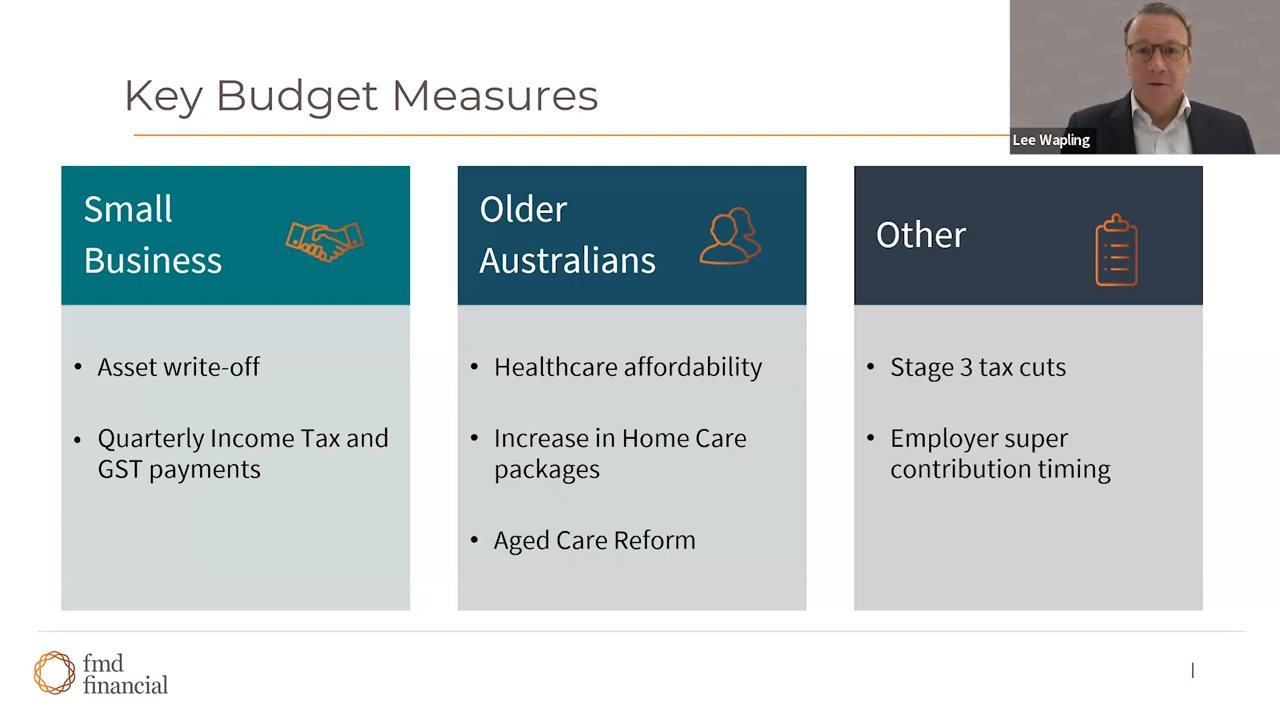 Key Budget Measures
Lee Wapling
Small
Business
• Asset write-off
• Quarterly Income Tax and
GST payments
Older
Australians
• Healthcare affordability
• Increase in Home Care
packages
• Aged Care Reform
Other
• Stage 3 tax cuts
• Employer super
contribution timing
fmd
financial
|